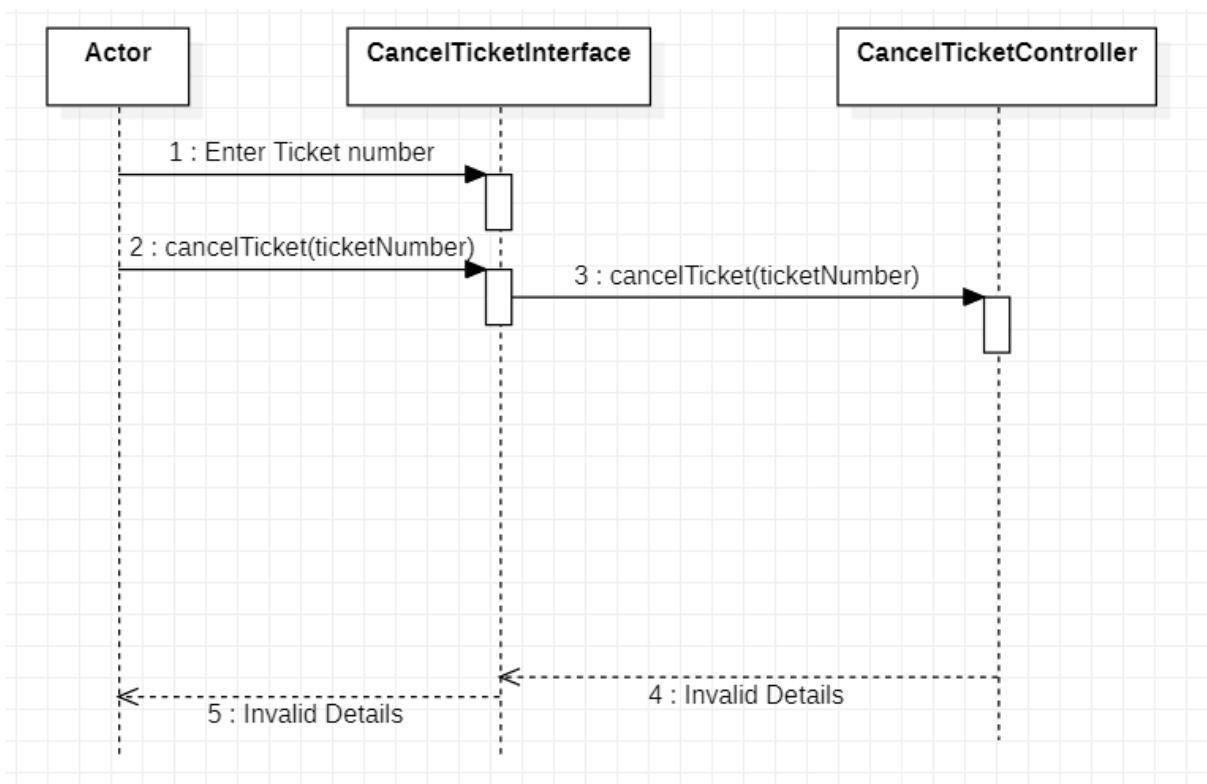 Actor
CancelTicketInterface
CancelTicketController
1 : Enter Ticket number
2 : cancelTicket(ticketNumber)
3 : cancelTicket(ticketNumber)
4 : Invalid Details
5 : Invalid Details